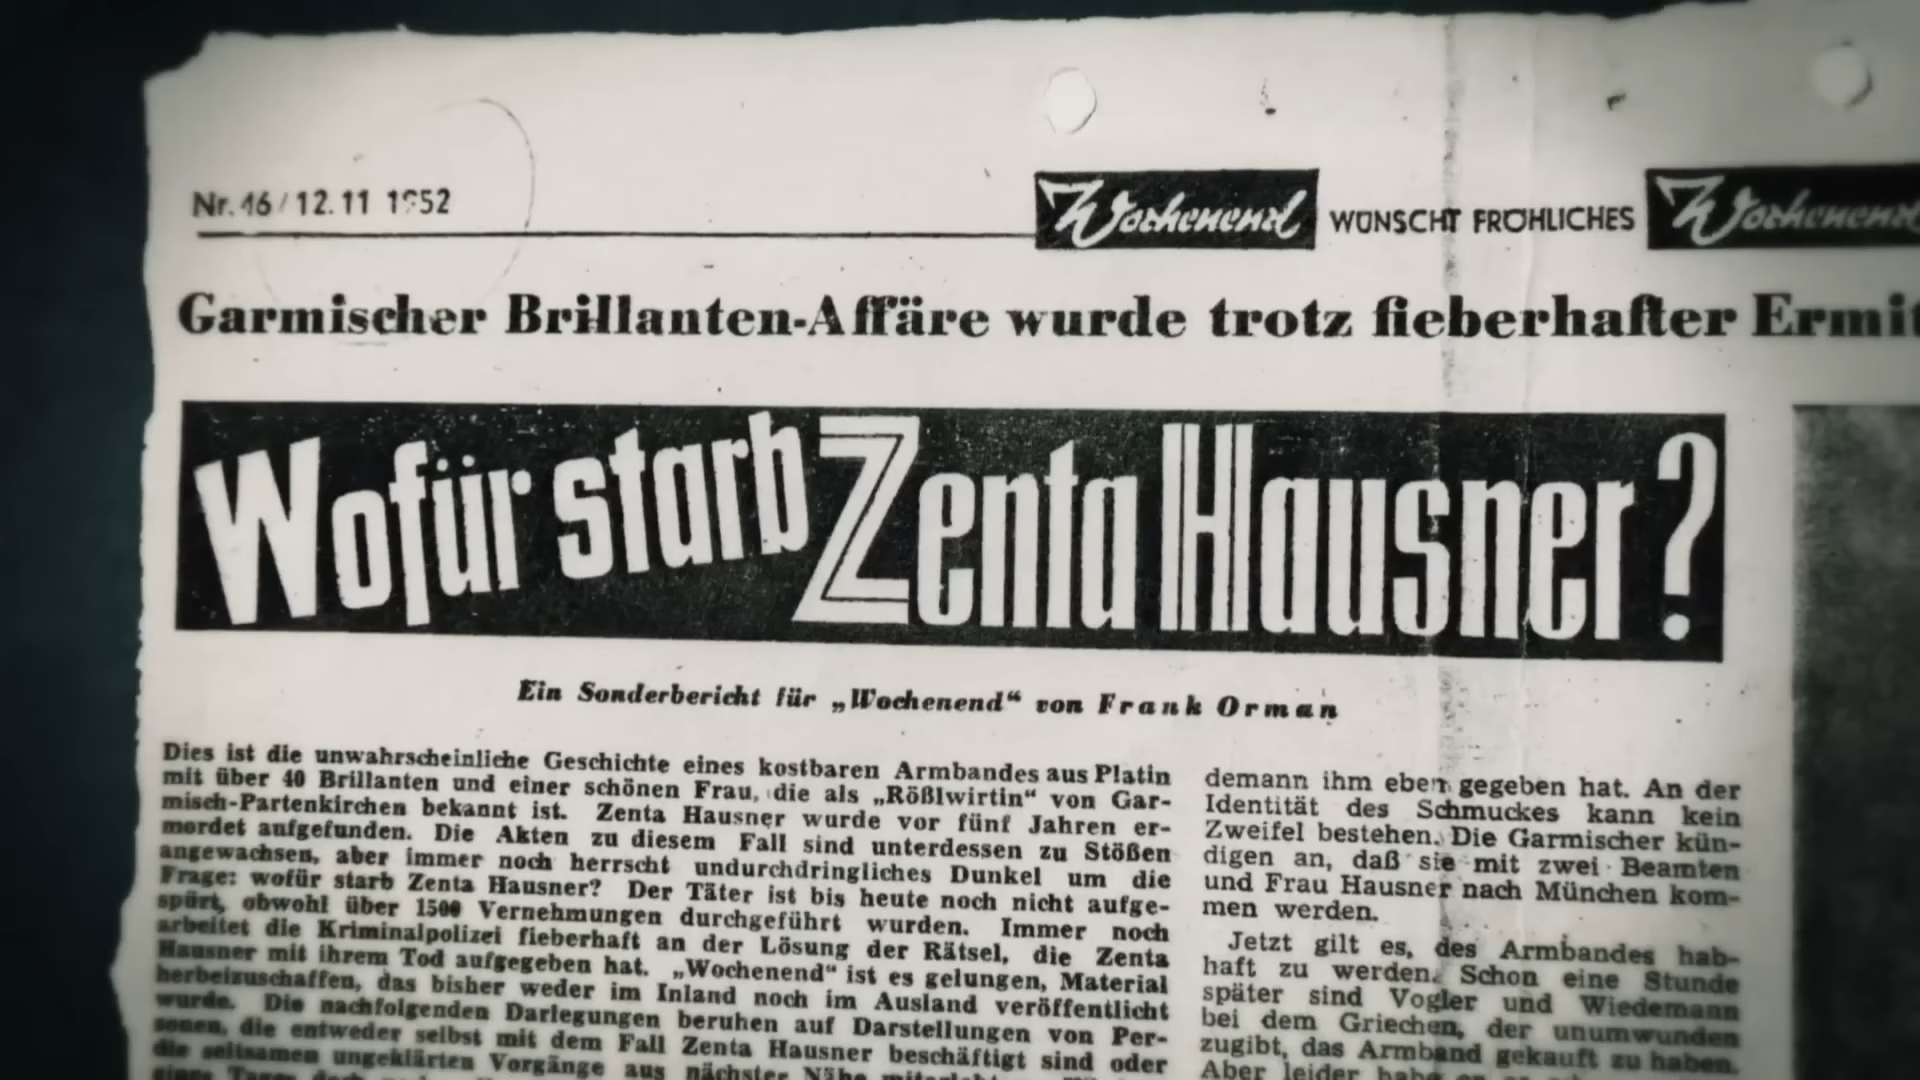 Nr. 46 / 12. 11 1952
Wochenend WÜNSCHT FRÖHLICHES Wochenend
Garmischer Brillanten-Affäre wurde trotz fieberhafter Ermit
Wofür starb Zenta Hausner?
Ein Sonderbericht für „Wochenend“ von Frank Orman
Dies ist die unwahrscheinliche Geschichte eines kostbaren Armbandes aus Platin
mit über 40 Brillanten und einer schönen Frau, die als „Rößlwirtin“ von Gar-
misch-Partenkirchen bekannt ist. Zenta Hausner wurde vor fünf Jahren er-
mordet aufgefunden. Die Akten zu diesem Fall sind unterdessen zu Stößen
angewachsen, aber immer noch herrscht undurchdringliches Dunkel um die
Frage: wofür starb Zenta Hausner? Der Täter ist bis heute noch nicht aufge-
spürt, obwohl über 1500 Vernehmungen durchgeführt wurden. Immer noch
arbeitet die Kriminalpolizei fieberhaft an der Lösung der Rätsel, die Zenta
Hausner mit ihrem Tod aufgegeben hat. „Wochenend“ ist es gelungen, Material
herbeizuschaffen, das bisher weder im Inland noch im Ausland veröffentlicht
wurde. Die nachfolgenden Darlegungen beruhen auf Darstellungen von Per-
sonen, die entweder selbst mit dem Fall Zenta Hausner beschäftigt sind oder
die seltsamen ungeklärten Vorgänge aus nächster Nähe
demann ihm eben gegeben hat. An der
Identität des Schmuckes kann kein
Zweifel bestehen. Die Garmischer kün-
digen an, daß sie mit zwei Beamten
und Frau Hausner nach München kom-
men werden.
Jetzt gilt es, des Armbandes hab-
haft zu werden. Schon eine Stunde
später sind Vogler und Wiedemann
bei dem Griechen, der unumwunden
zugibt, das Armband gekauft zu haben.
Aber leider